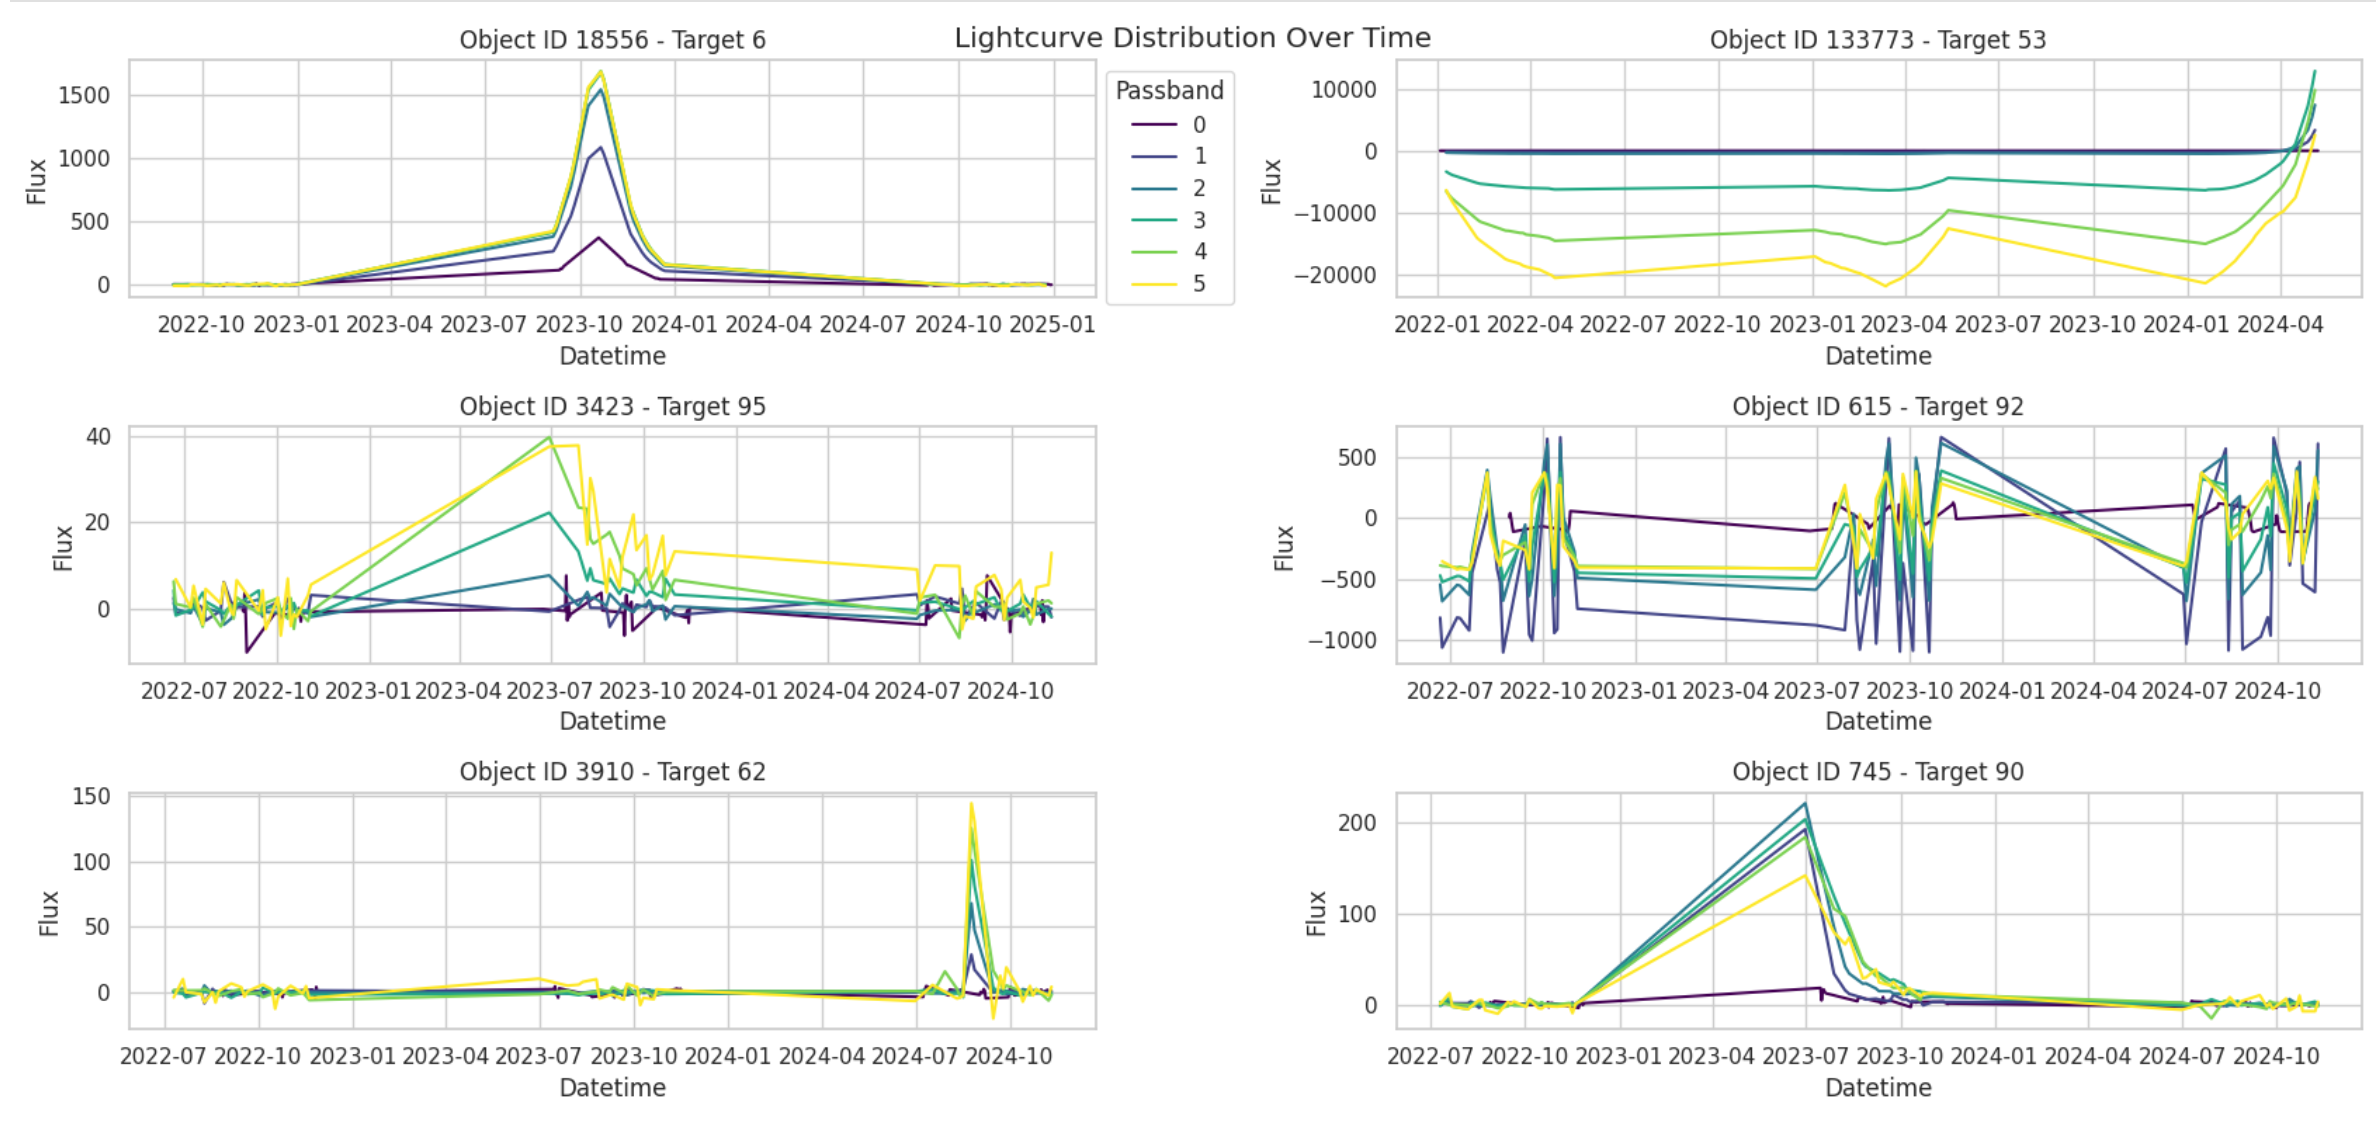 Lightcurve Distribution Over Time
Object ID 18556 - Target 6
Flux
1500
1000
500
0
2022-10 2023-01 2023-04 2023-07 2023-10 2024-01 2024-04 2024-07 2024-10 2025-01
Datetime
Passband
0
1
2
3
4
5
Object ID 133773 - Target 53
Flux
10000
0
−10000
−20000
2022-01 2022-04 2022-07 2022-10 2023-01 2023-04 2023-07 2023-10 2024-01 2024-04
Datetime
Object ID 3423 - Target 95
Flux
40
20
0
2022-07 2022-10 2023-01 2023-04 2023-07 2023-10 2024-01 2024-04 2024-07 2024-10
Datetime
Object ID 615 - Target 92
Flux
500
0
−500
−1000
2022-07 2022-10 2023-01 2023-04 2023-07 2023-10 2024-01 2024-04 2024-07 2024-10
Datetime
Object ID 3910 - Target 62
Flux
150
100
50
0
2022-07 2022-10 2023-01 2023-04 2023-07 2023-10 2024-01 2024-04 2024-07 2024-10
Datetime
Object ID 745 - Target 90
Flux
200
100
0
2022-07 2022-10 2023-01 2023-04 2023-07 2023-10 2024-01 2024-04 2024-07 2024-10
Datetime